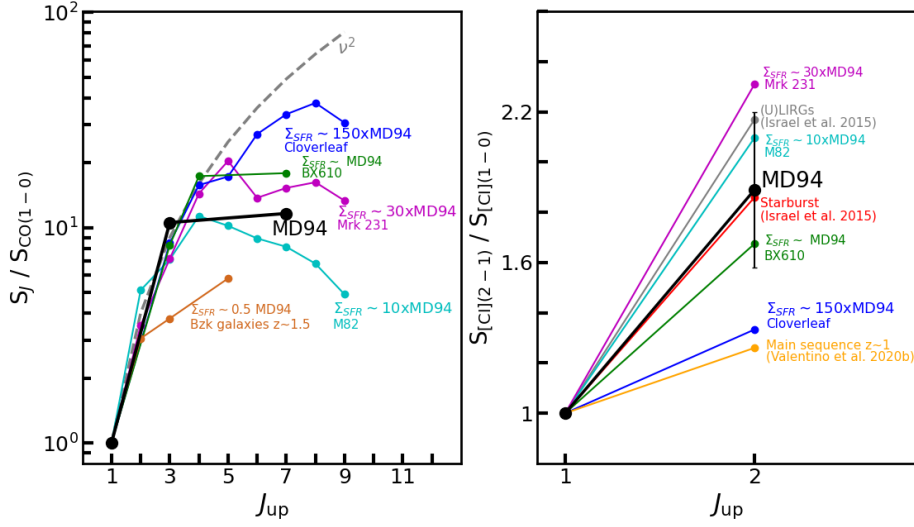 10²
10¹
10⁰
S_J / S_CO(1−0)
ν²
Σ_SFR ~ 150xMD94
Cloverleaf
Σ_SFR ~ MD94
BX610
Σ_SFR ~ 30xMD94
Mrk 231
MD94
Σ_SFR ~ 0.5 MD94
Bzk galaxies z~1.5
Σ_SFR ~ 10xMD94
M82
1 3 5 7 9 11
J_up
S_[CI](2−1) / S_[CI](1−0)
2.2
1.6
1
Σ_SFR ~ 30xMD94
Mrk 231
(U)LIRGs
(Israel et al. 2015)
Σ_SFR ~ 10xMD94
M82
MD94
Starburst
(Israel et al. 2015)
Σ_SFR ~ MD94
BX610
Σ_SFR ~ 150xMD94
Cloverleaf
Main sequence z~1
(Valentino et al. 2020b)
1 2
J_up